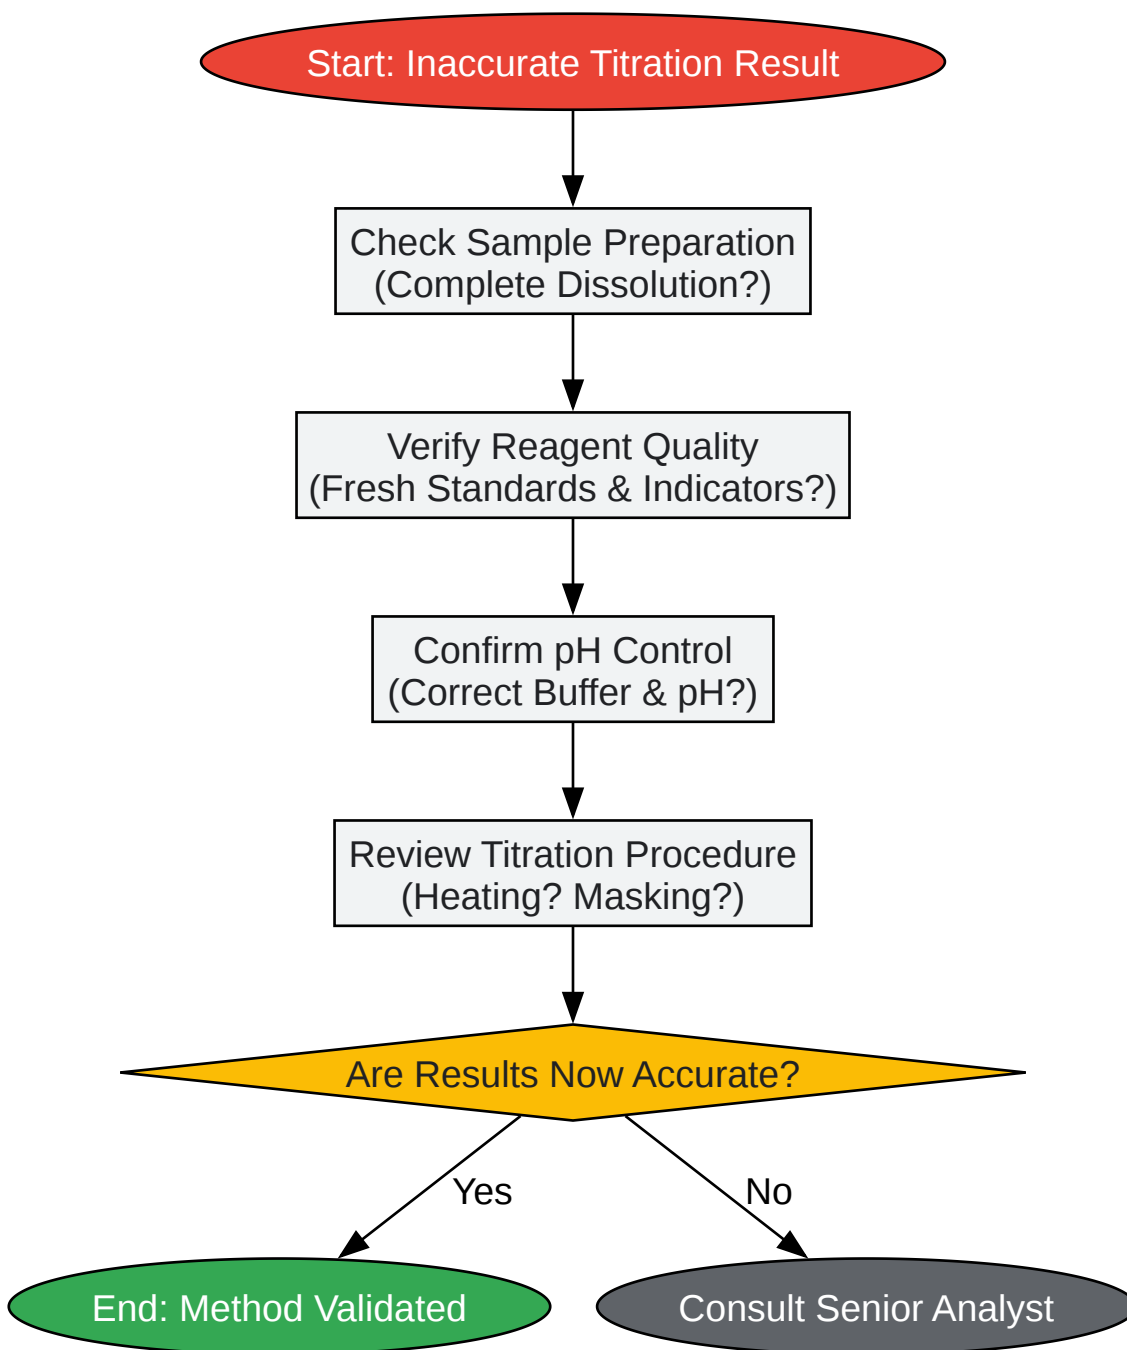 Start: Inaccurate Titration Result
Check Sample Preparation
(Complete Dissolution?)
Verify Reagent Quality
(Fresh Standards & Indicators?)
Confirm pH Control
(Correct Buffer & pH?)
Review Titration Procedure
(Heating? Masking?)
Are Results Now Accurate?
Yes
No
End: Method Validated
Consult Senior Analyst